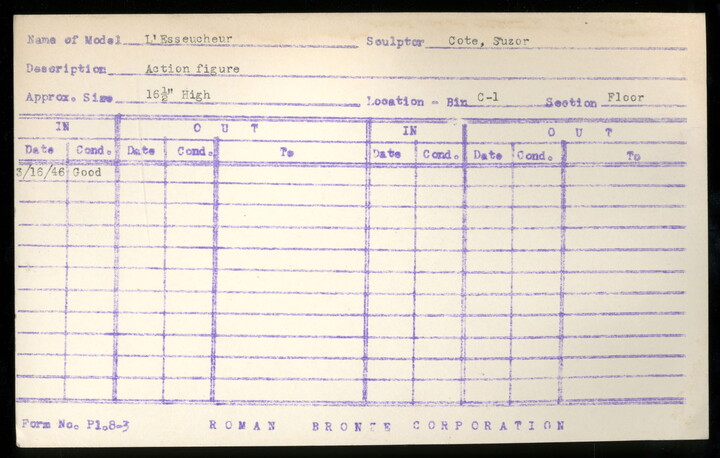 Name of Model L'Esseucheur Sculptor Cote, Suzor
Description Action figure
Approx. Size 16½" High Location - Bin C-1 Section Floor
IN OUT IN OUT
Date Cond. Date Cond. To Date Cond. Date Cond. To
3/18/46 Good
Form No. P1.8-3 ROMAN BRONZE CORPORATION